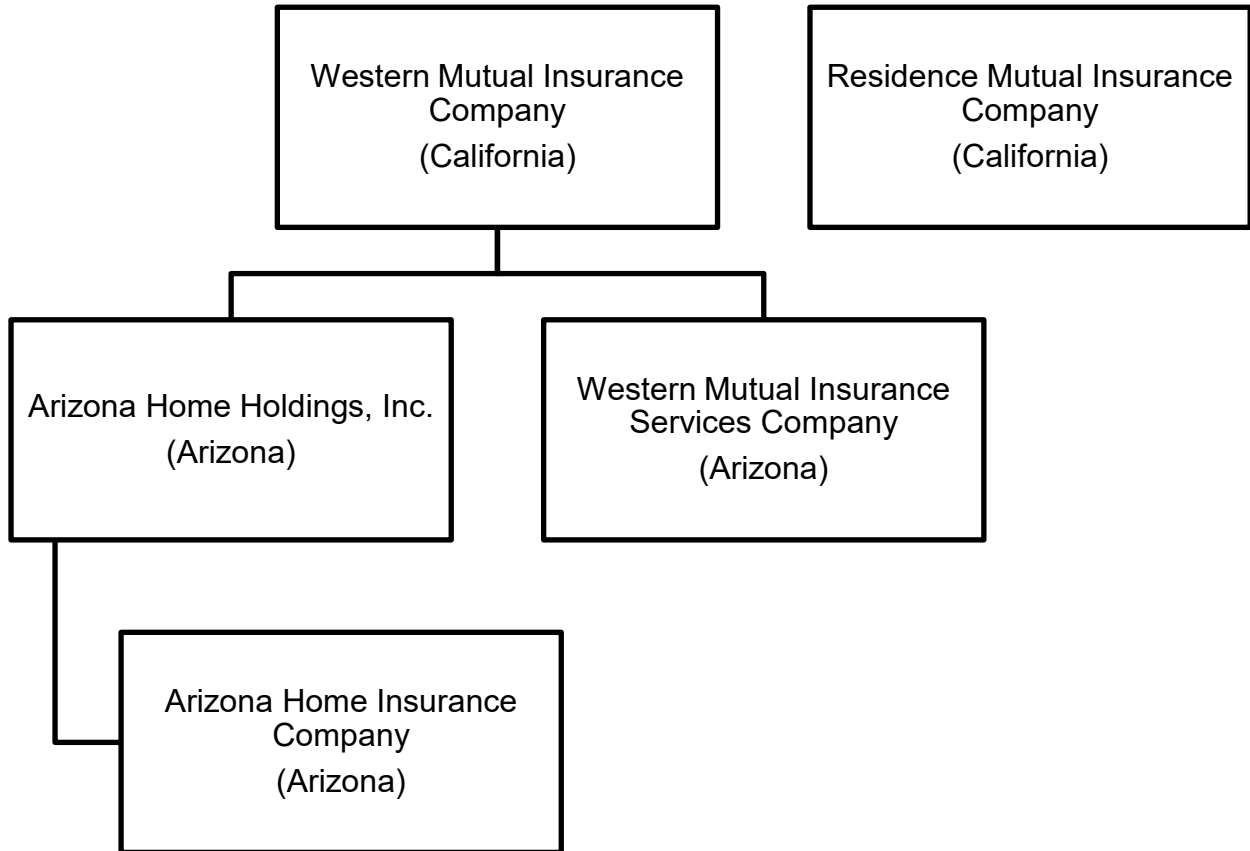 Western Mutual Insurance
Company
(California)
Residence Mutual Insurance
Company
(California)
Arizona Home Holdings, Inc.
(Arizona)
Western Mutual Insurance
Services Company
(Arizona)
Arizona Home Insurance
Company
(Arizona)